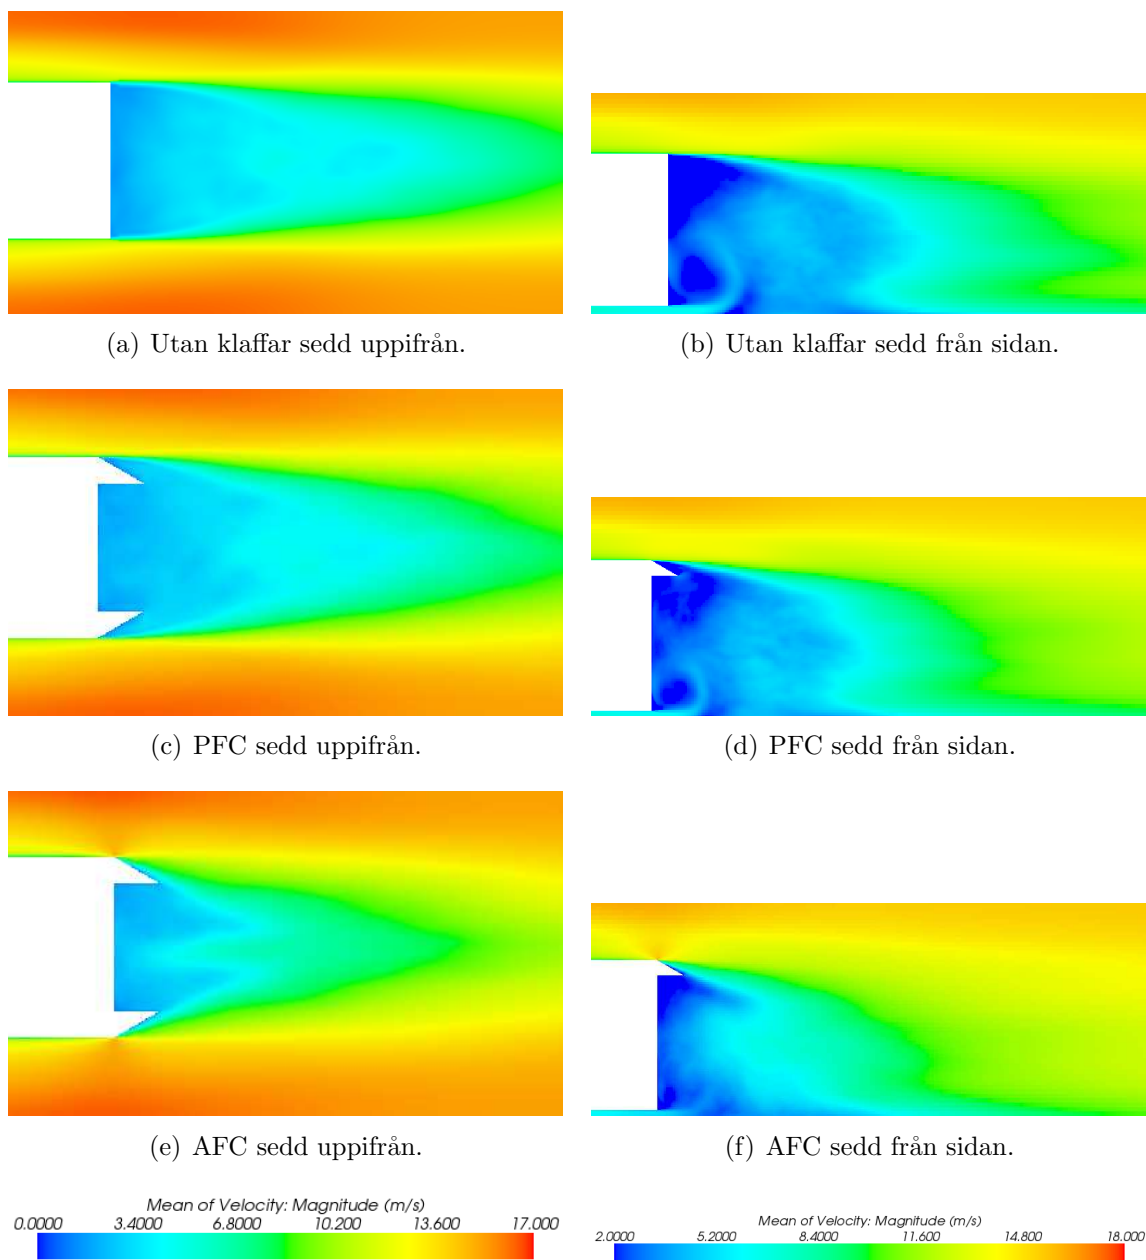 (a) Utan klaffar sedd uppifrån.
(b) Utan klaffar sedd från sidan.
(c) PFC sedd uppifrån.
(d) PFC sedd från sidan.
(e) AFC sedd uppifrån.
(f) AFC sedd från sidan.
Mean of Velocity: Magnitude (m/s)
0.0000 3.4000 6.8000 10.200 13.600 17.000
Mean of Velocity: Magnitude (m/s)
2.0000 5.2000 8.4000 11.600 14.800 18.000